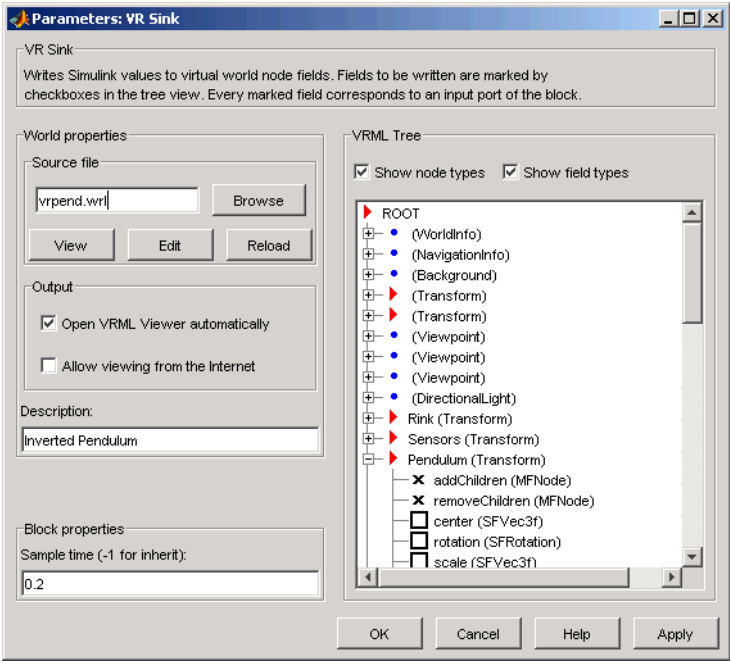 Parameters: VR Sink
VR Sink
Writes Simulink values to virtual world node fields. Fields to be written are marked by
checkboxes in the tree view. Every marked field corresponds to an input port of the block.
World properties
Source file
vrpend.wrl
Browse
View
Edit
Reload
Output
Open VRML Viewer automatically
Allow viewing from the Internet
Description:
Inverted Pendulum
Block properties
Sample time (-1 for inherit):
0.2
VRML Tree
Show node types
Show field types
ROOT
(WorldInfo)
(NavigationInfo)
(Background)
(Transform)
(Transform)
(Viewpoint)
(Viewpoint)
(Viewpoint)
(DirectionalLight)
Rink (Transform)
Sensors (Transform)
Pendulum (Transform)
addChildren (MFNode)
removeChildren (MFNode)
center (SFVec3f)
rotation (SFRotation)
scale (SFVec3f)
OK
Cancel
Help
Apply